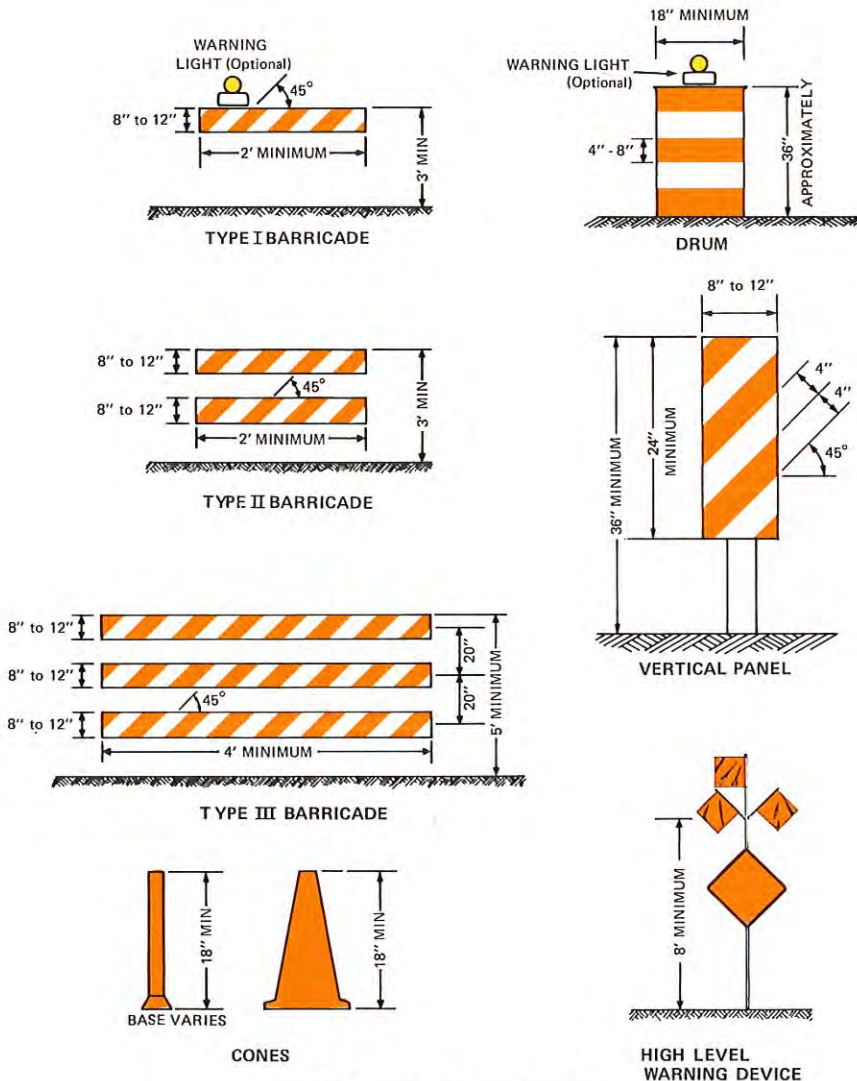 WARNING
LIGHT (Optional)
45°
8" to 12"
2' MINIMUM
3' MIN
TYPE I BARRICADE
18" MINIMUM
WARNING LIGHT
(Optional)
4" - 8"
36"
APPROXIMATELY
DRUM
8" to 12"
8" to 12"
45°
2' MINIMUM
3' MIN
TYPE II BARRICADE
8" to 12"
36" MINIMUM
24"
MINIMUM
4"
4"
45°
VERTICAL PANEL
8" to 12"
8" to 12"
8" to 12"
45°
20"
20"
4' MINIMUM
5' MINIMUM
TYPE III BARRICADE
18" MIN
BASE VARIES
18" MIN
CONES
8' MINIMUM
HIGH LEVEL
WARNING DEVICE